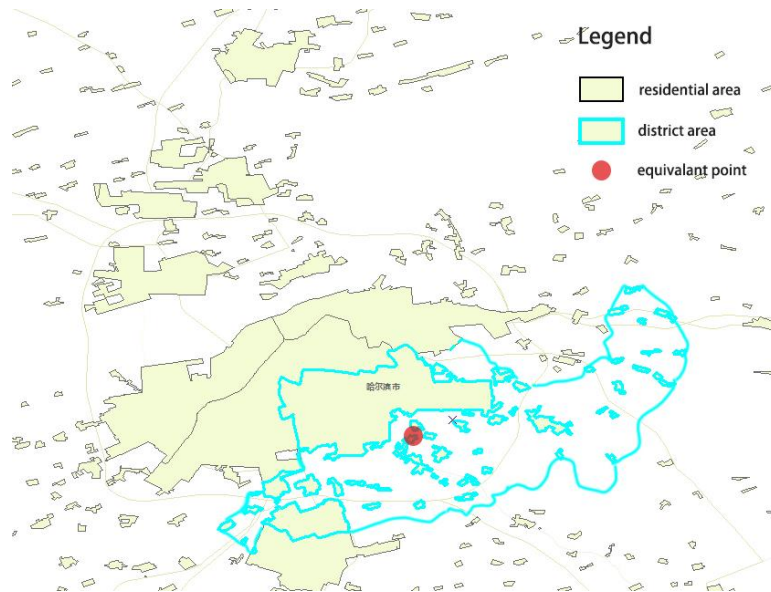 Legend
residential area
district area
equivalant point
哈尔滨市